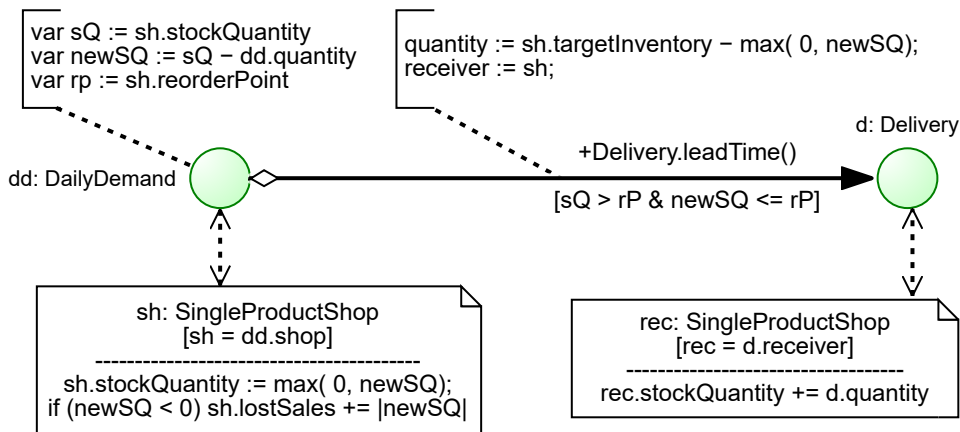 var sQ := sh.stockQuantity
var newSQ := sQ − dd.quantity
var rp := sh.reorderPoint
quantity := sh.targetInventory − max( 0, newSQ);
receiver := sh;
d: Delivery
+Delivery.leadTime()
dd: DailyDemand
[sQ > rP & newSQ <= rP]
sh: SingleProductShop
[sh = dd.shop]
----------------------------------------
sh.stockQuantity := max( 0, newSQ);
if (newSQ < 0) sh.lostSales += |newSQ|
rec: SingleProductShop
[rec = d.receiver]
----------------------------------
rec.stockQuantity += d.quantity